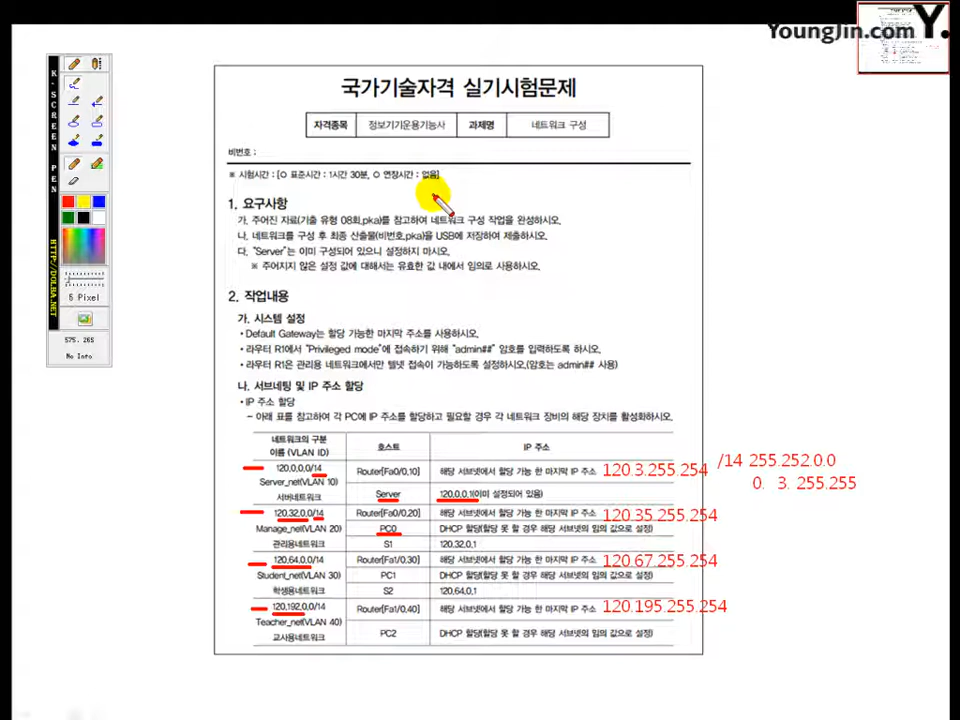 YoungJin.com Y.
K-SCREEN PEN
HTTP://DOLBA.NET
5 Pixel
575, 265
No Info
국가기술자격 실기시험문제
자격종목 정보기기운용기능사 과제명 네트워크 구성
비번호 :
※ 시험시간 : [○ 표준시간 : 1시간 30분, ○ 연장시간 : 없음]
1. 요구사항
가. 주어진 자료(기출 유형 08회.pka)를 참고하여 네트워크 구성 작업을 완성하시오.
나. 네트워크를 구성 후 최종 산출물(비번호.pka)을 USB에 저장하여 제출하시오.
다. "Server"는 이미 구성되어 있으니 설정하지 마시오.
※ 주어지지 않은 설정 값에 대해서는 유효한 값 내에서 임의로 사용하시오.
2. 작업내용
가. 시스템 설정
• Default Gateway는 할당 가능한 마지막 주소를 사용하시오.
• 라우터 R1에서 "Privileged mode"에 접속하기 위해 "admin##" 암호를 입력하도록 하시오.
• 라우터 R1은 관리용 네트워크에서만 텔넷 접속이 가능하도록 설정하시오.(암호는 admin## 사용)
나. 서브네팅 및 IP 주소 할당
• IP 주소 할당
– 아래 표를 참고하여 각 PC에 IP 주소를 할당하고 필요할 경우 각 네트워크 장비의 해당 장치를 활성화하시오.
네트워크의 구분
이름 (VLAN ID) 호스트 IP 주소
120.0.0.0/14 Router[Fa0/0.10] 해당 서브넷에서 할당 가능 한 마지막 IP 주소 120.3.255.254 /14 255.252.0.0
0. 3. 255.255
Server_net(VLAN 10)
서버네트워크 Server 120.0.0.1(이미 설정되어 있음)
120.32.0.0/14 Router[Fa0/0.20] 해당 서브넷에서 할당 가능 한 마지막 IP 주소 120.35.255.254
Manage_net(VLAN 20) PC0 DHCP 할당(할당 못 할 경우 해당 서브넷의 임의 값으로 설정)
관리용네트워크 S1 120.32.0.1
120.64.0.0/14 Router[Fa1/0.30] 해당 서브넷에서 할당 가능 한 마지막 IP 주소 120.67.255.254
Student_net(VLAN 30) PC1 DHCP 할당(할당 못 할 경우 해당 서브넷의 임의 값으로 설정)
학생용네트워크 S2 120.64.0.1
120.192.0.0/14 Router[Fa1/0.40] 해당 서브넷에서 할당 가능 한 마지막 IP 주소 120.195.255.254
Teacher_net(VLAN 40)
교사용네트워크 PC2 DHCP 할당(할당 못 할 경우 해당 서브넷의 임의 값으로 설정)